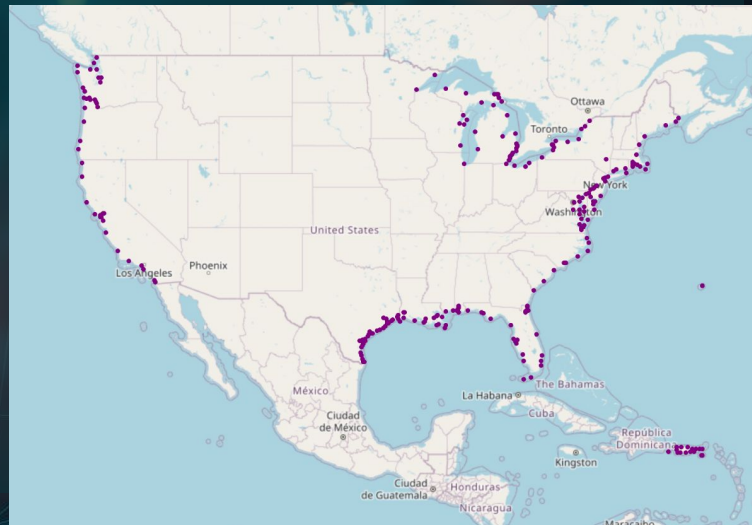 Ottawa
Toronto
New York
Washington
United States
Los Angeles
Phoenix
México
La Habana
The Bahamas
Cuba
Ciudad
de México
República
Dominicana
Kingston
Ciudad
de Guatemala
Honduras
Nicaragua
Maracaibo